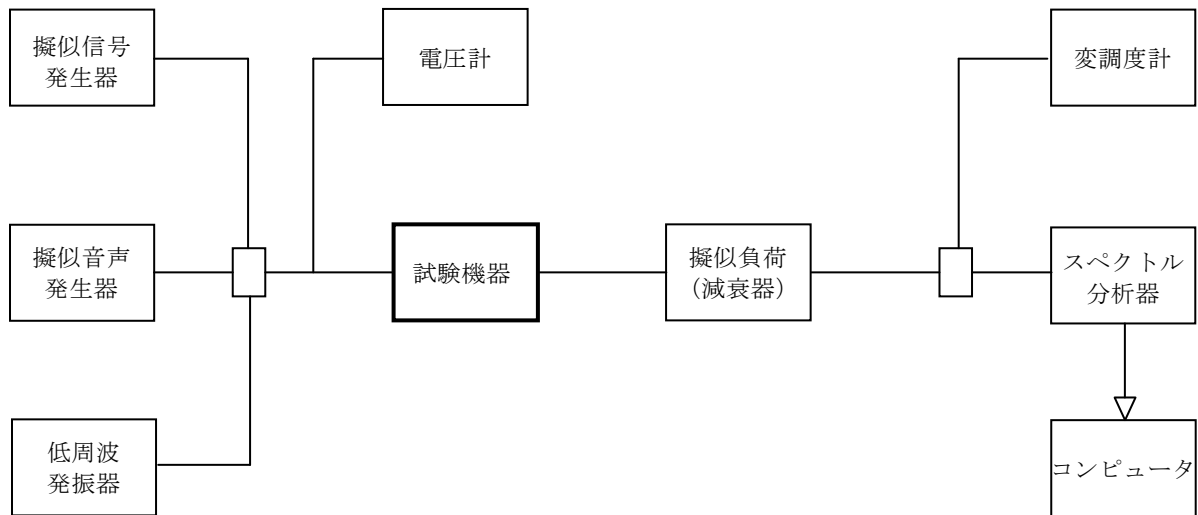 擬似信号
発生器
電圧計
変調度計
擬似音声
発生器
試験機器
擬似負荷
（減衰器）
スペクトル
分析器
低周波
発振器
コンピュータ